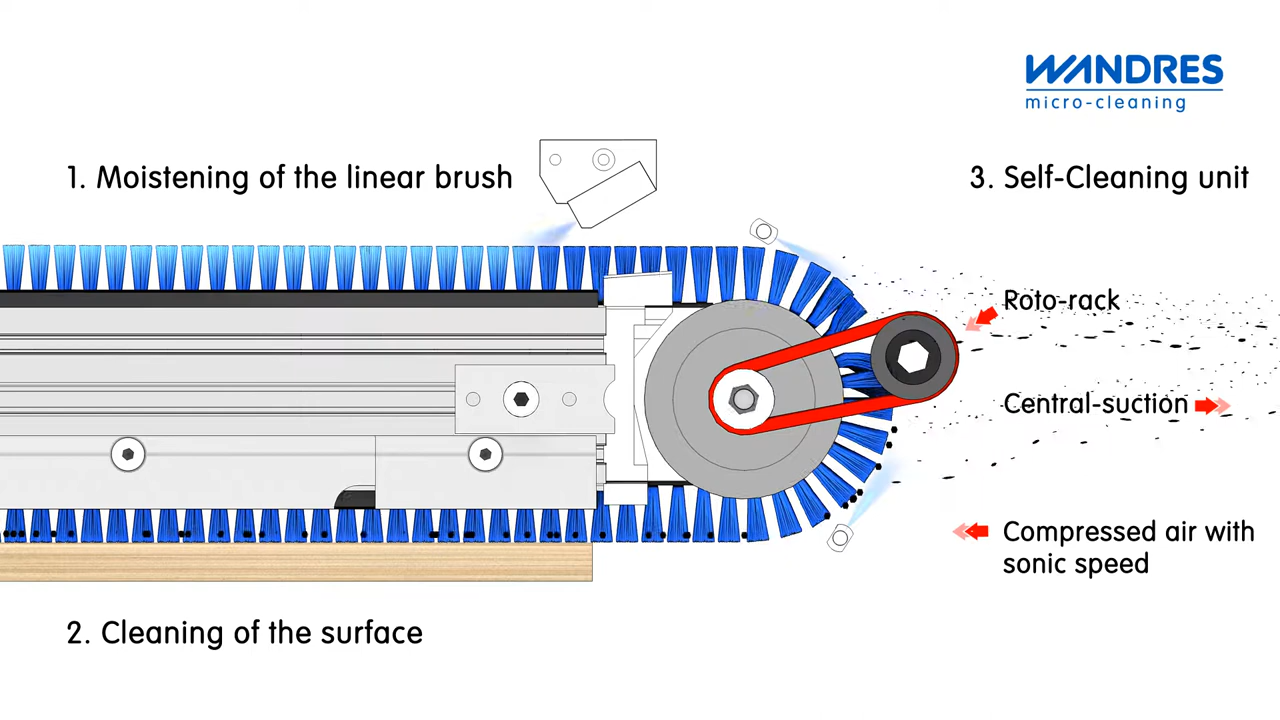 WANDRES
micro-cleaning
1. Moistening of the linear brush
3. Self-Cleaning unit
Roto-rack
Central-suction
Compressed air with
sonic speed
2. Cleaning of the surface